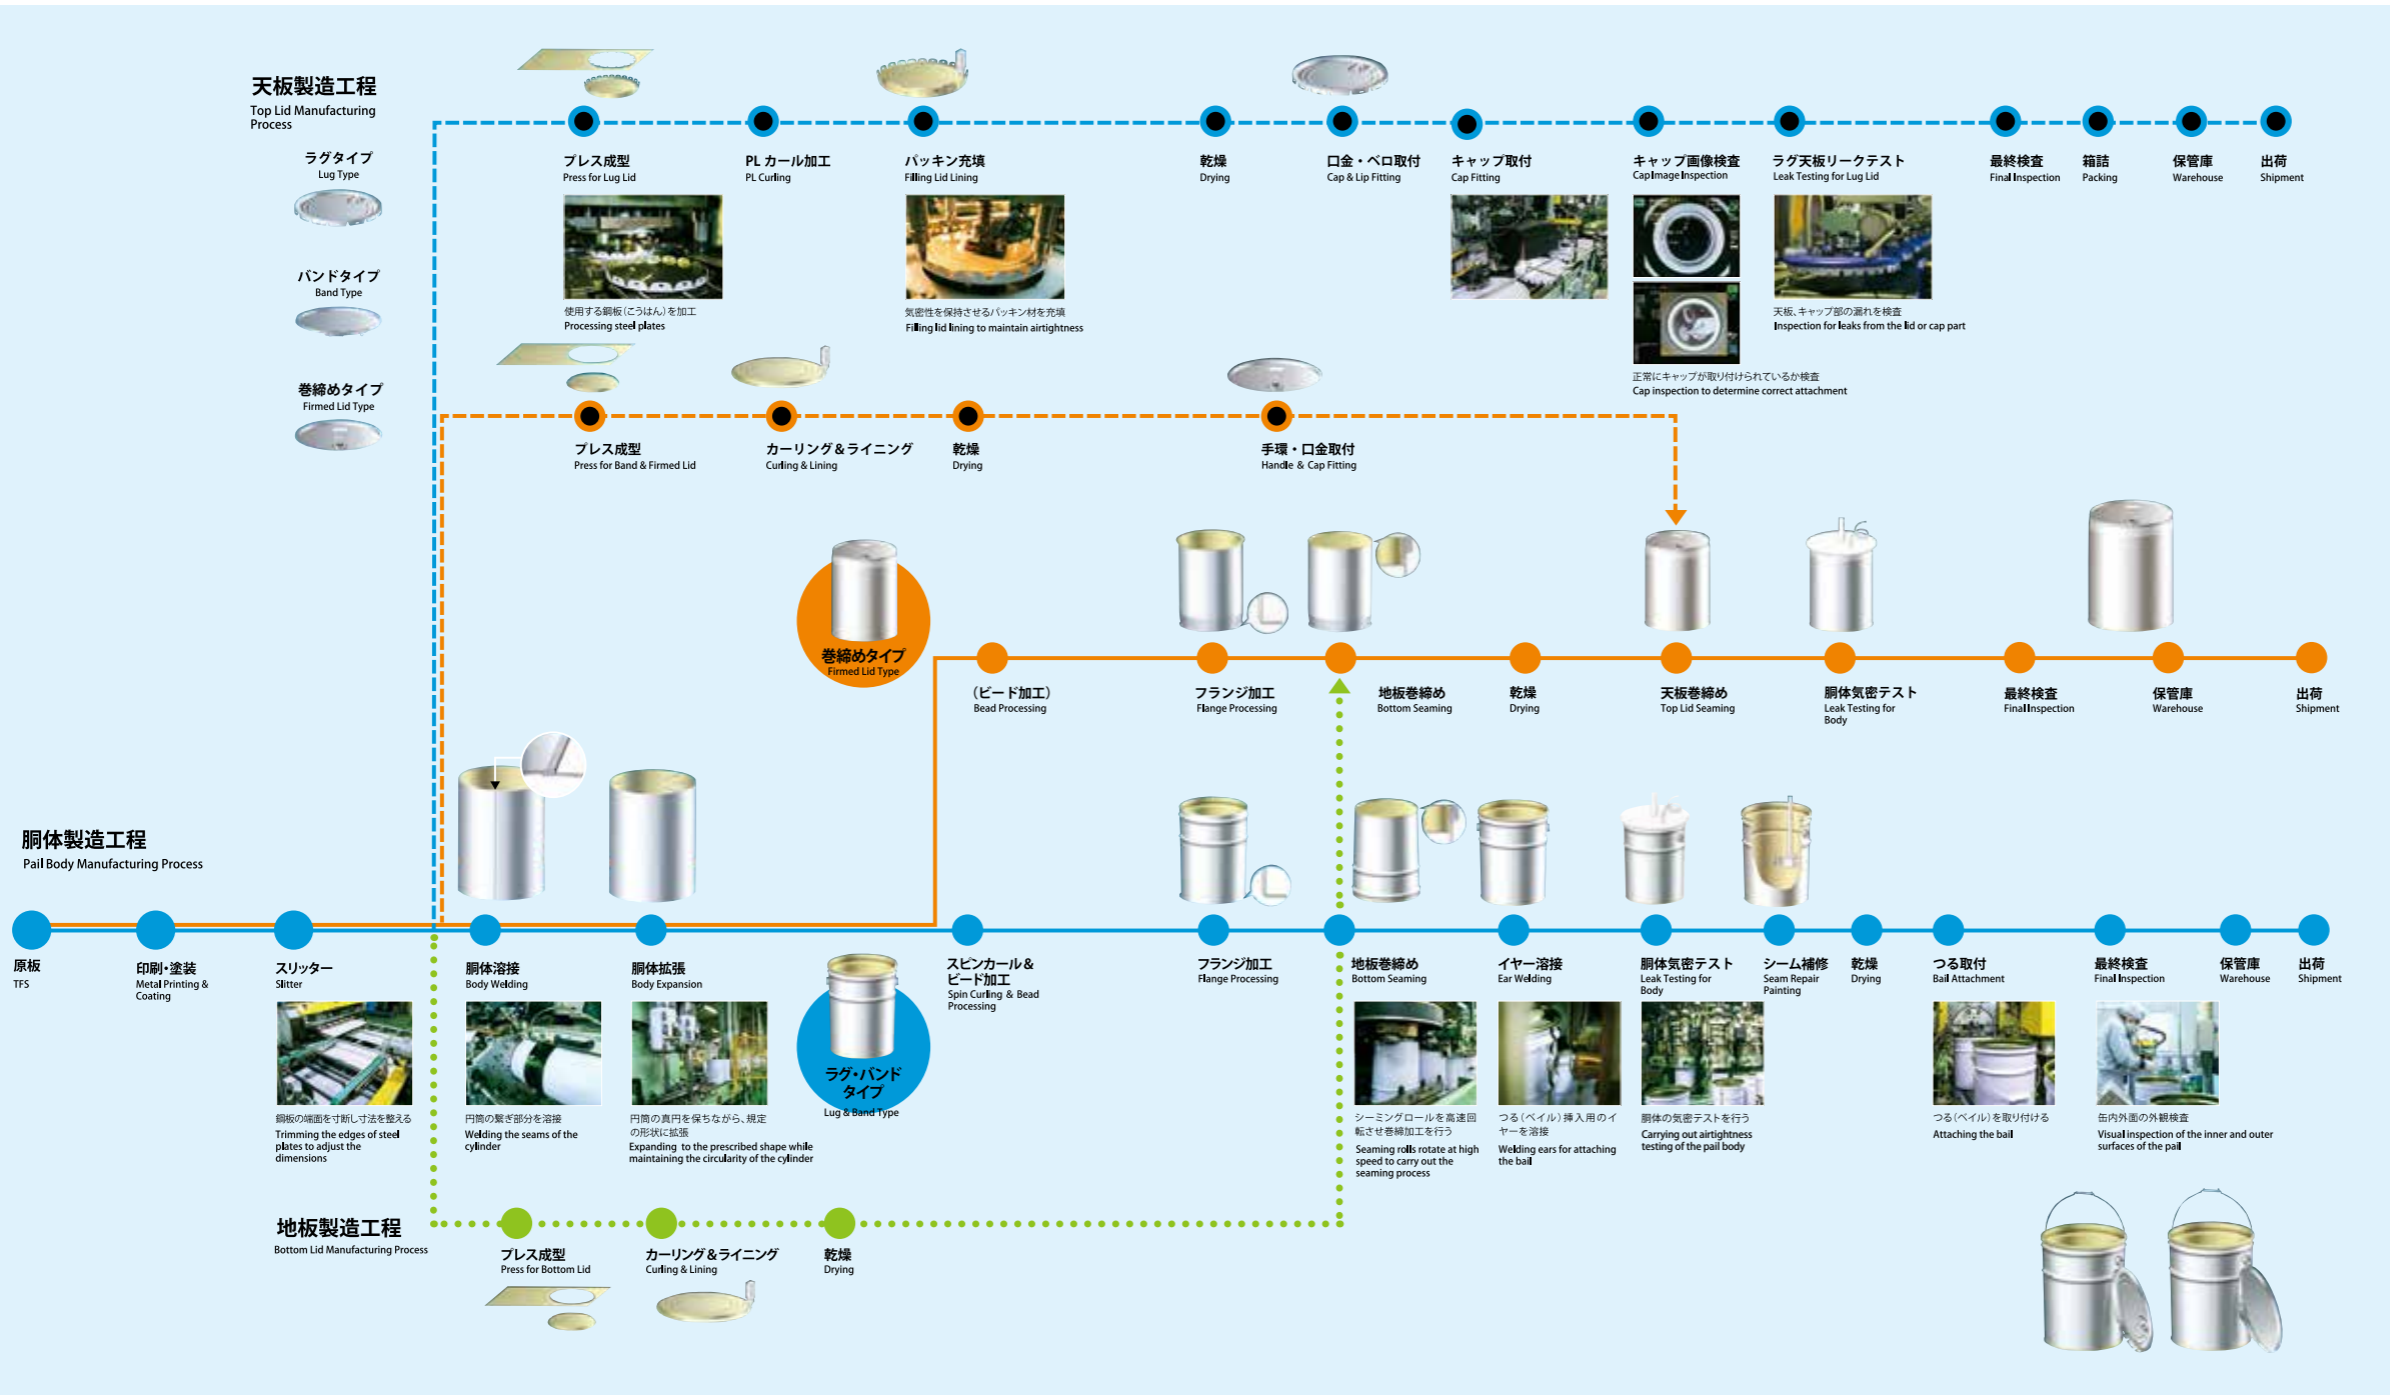 天板製造工程
Top Lid Manufacturing
Process
ラグタイプ
Lug Type
バンドタイプ
Band Type
巻締めタイプ
Firmed Lid Type
プレス成型
Press for Lug Lid
使用する鋼板（こうはん）を加工
Processing steel plates
PL カール加工
PL Curling
パッキン充填
Filling Lid Lining
気密性を保持させるパッキン材を充填
Filling lid lining to maintain airtightness
乾燥
Drying
口金・ベロ取付
Cap & Lip Fitting
キャップ取付
Cap Fitting
キャップ画像検査
Cap Image Inspection
正常にキャップが取り付けられているか検査
Cap inspection to determine correct attachment
ラグ天板リークテスト
Leak Testing for Lug Lid
天板、キャップ部の漏れを検査
Inspection for leaks from the lid or cap part
最終検査
Final Inspection
箱詰
Packing
保管庫
Warehouse
出荷
Shipment
プレス成型
Press for Band & Firmed Lid
カーリング＆ライニング
Curling & Lining
乾燥
Drying
手環・口金取付
Handle & Cap Fitting
巻締めタイプ
Firmed Lid Type
（ビード加工）
Bead Processing
フランジ加工
Flange Processing
地板巻締め
Bottom Seaming
乾燥
Drying
天板巻締め
Top Lid Seaming
胴体気密テスト
Leak Testing for
Body
最終検査
Final Inspection
保管庫
Warehouse
出荷
Shipment
胴体製造工程
Pail Body Manufacturing Process
原板
TFS
印刷・塗装
Metal Printing &
Coating
スリッター
Slitter
鋼板の端面を寸断し寸法を整える
Trimming the edges of steel
plates to adjust the
dimensions
胴体溶接
Body Welding
円筒の繋ぎ部分を溶接
Welding the seams of the
cylinder
胴体拡張
Body Expansion
円筒の真円を保ちながら、規定
の形状に拡張
Expanding to the prescribed shape while
maintaining the circularity of the cylinder
ラグ・バンド
タイプ
Lug & Band Type
スピンカール＆
ビード加工
Spin Curling & Bead
Processing
フランジ加工
Flange Processing
地板巻締め
Bottom Seaming
シーミングロールを高速回
転させ巻締加工を行う
Seaming rolls rotate at high
speed to carry out the
seaming process
イヤー溶接
Ear Welding
つる（ベイル）挿入用のイ
ヤーを溶接
Welding ears for attaching
the bail
胴体気密テスト
Leak Testing for
Body
胴体の気密テストを行う
Carrying out airtightness
testing of the pail body
シーム補修
Seam Repair
Painting
乾燥
Drying
つる取付
Bail Attachment
つる（ベイル）を取り付ける
Attaching the bail
最終検査
Final Inspection
缶内外面の外観検査
Visual inspection of the inner and outer
surfaces of the pail
保管庫
Warehouse
出荷
Shipment
地板製造工程
Bottom Lid Manufacturing Process
プレス成型
Press for Bottom Lid
カーリング＆ライニング
Curling & Lining
乾燥
Drying